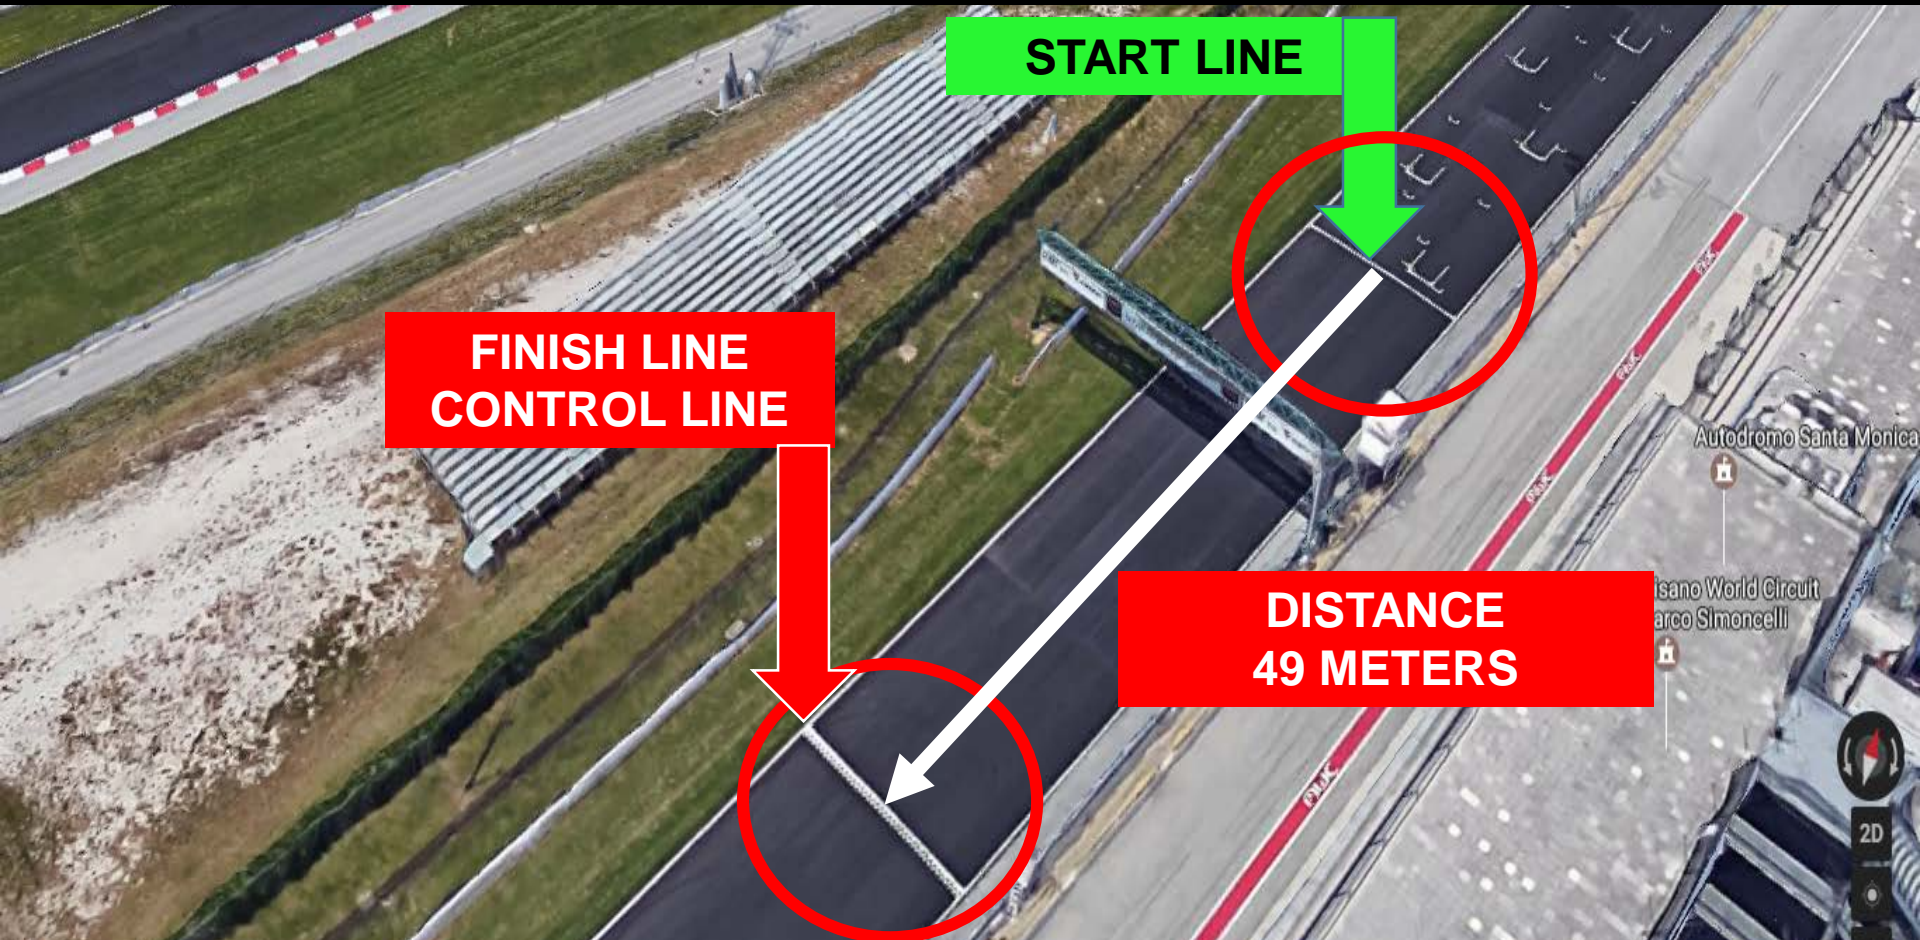 START LINE
FINISH LINE
CONTROL LINE
Autodromo Santa Monica
DISTANCE
49 METERS
isano World Circuit
arco Simoncelli
2D